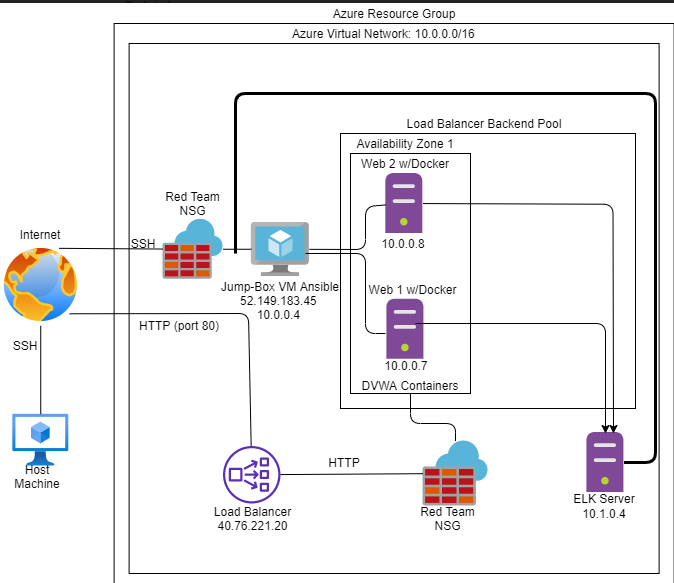 Azure Resource Group
Azure Virtual Network: 10.0.0.0/16
Load Balancer Backend Pool
Availability Zone 1
Web 2 w/Docker
10.0.0.8
Red Team
NSG
Internet
SSH
Jump-Box VM Ansible
52.149.183.45
10.0.0.4
Web 1 w/Docker
10.0.0.7
HTTP (port 80)
SSH
DVWA Containers
Host
Machine
HTTP
Load Balancer
40.76.221.20
Red Team
NSG
ELK Server
10.1.0.4